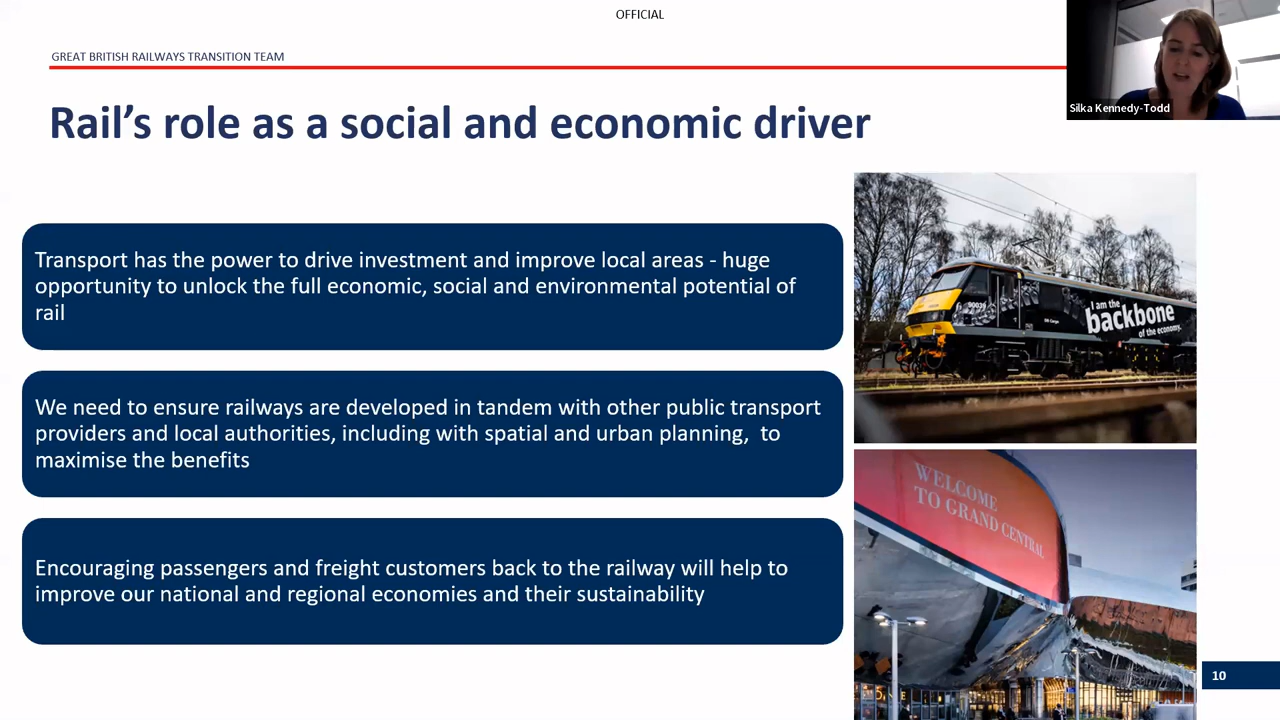 OFFICIAL
GREAT BRITISH RAILWAYS TRANSITION TEAM
Silka Kennedy-Todd
Rail's role as a social and economic driver
Transport has the power to drive investment and improve local areas - huge
opportunity to unlock the full economic, social and environmental potential of
rail
We need to ensure railways are developed in tandem with other public transport
providers and local authorities, including with spatial and urban planning,  to
maximise the benefits
Encouraging passengers and freight customers back to the railway will help to
improve our national and regional economies and their sustainability
I am the
backbone
of the economy.
WELCOME
TO GRAND CENTRAL
10